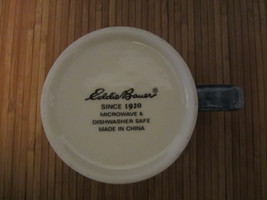 Eddie Bauer®
SINCE 1920
MICROWAVE &
DISHWASHER SAFE
MADE IN CHINA